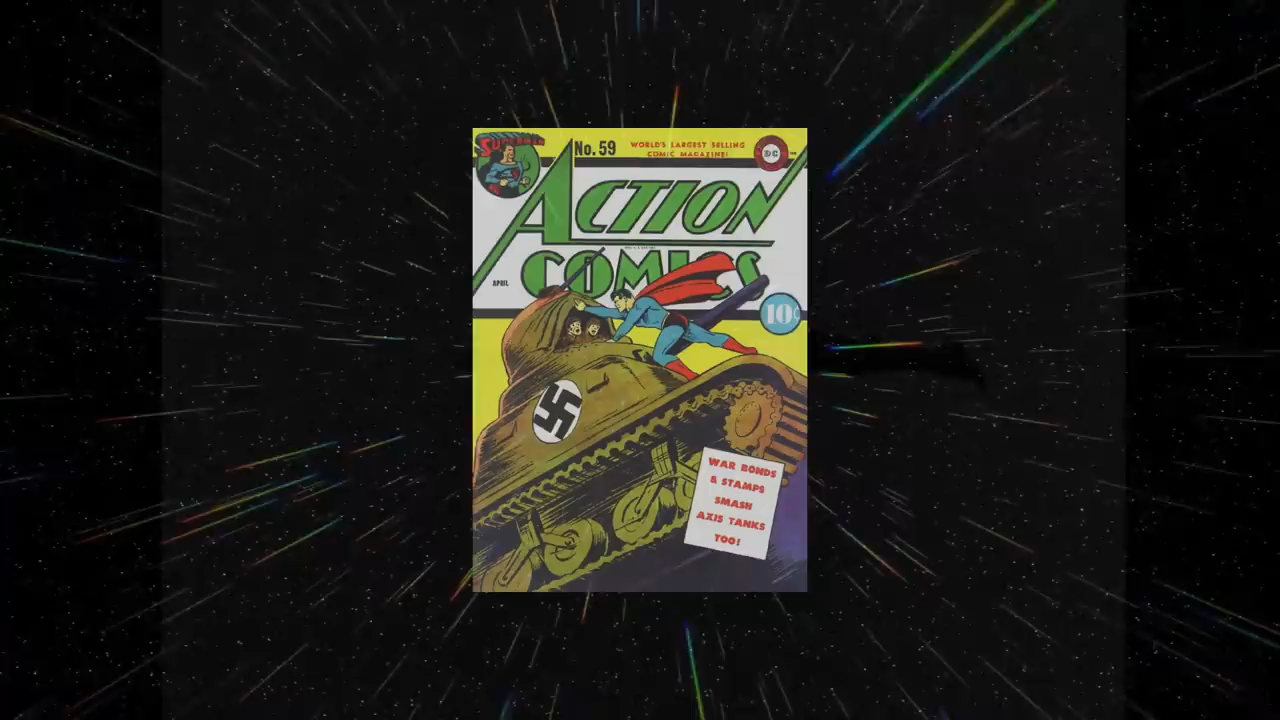 SUPERMAN
No. 59
WORLD'S LARGEST SELLING
COMIC MAGAZINE!
DC
ACTION
COMICS
APRIL
10¢
WAR BONDS
& STAMPS
SMASH
AXIS TANKS
TOO!